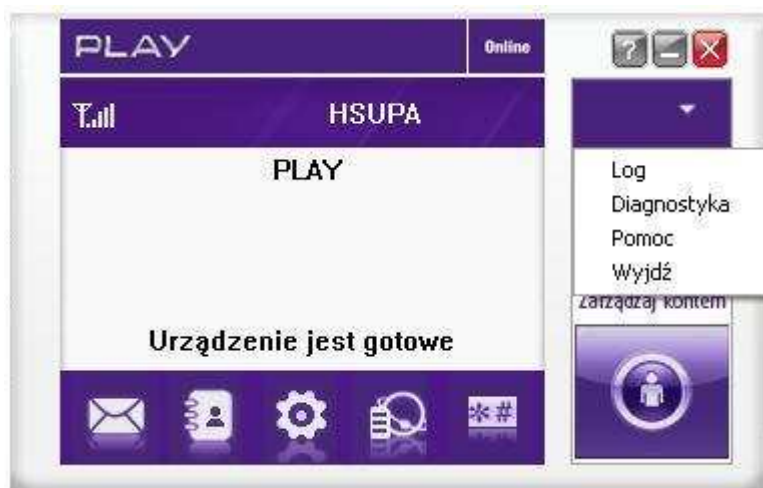 PLAY
Online
?
HSUPA
PLAY
Urządzenie jest gotowe
*#
Log
Diagnostyka
Pomoc
Wyjdź
Zarządzaj kontem